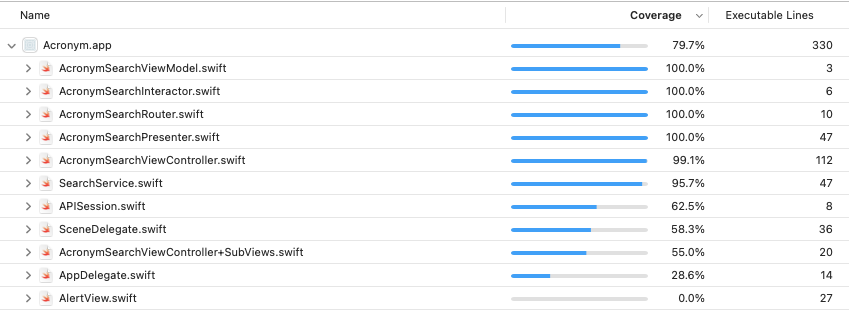 Name Coverage Executable Lines
Acronym.app 79.7% 330
AcronymSearchViewModel.swift 100.0% 3
AcronymSearchInteractor.swift 100.0% 6
AcronymSearchRouter.swift 100.0% 10
AcronymSearchPresenter.swift 100.0% 47
AcronymSearchViewController.swift 99.1% 112
SearchService.swift 95.7% 47
APISession.swift 62.5% 8
SceneDelegate.swift 58.3% 36
AcronymSearchViewController+SubViews.swift 55.0% 20
AppDelegate.swift 28.6% 14
AlertView.swift 0.0% 27